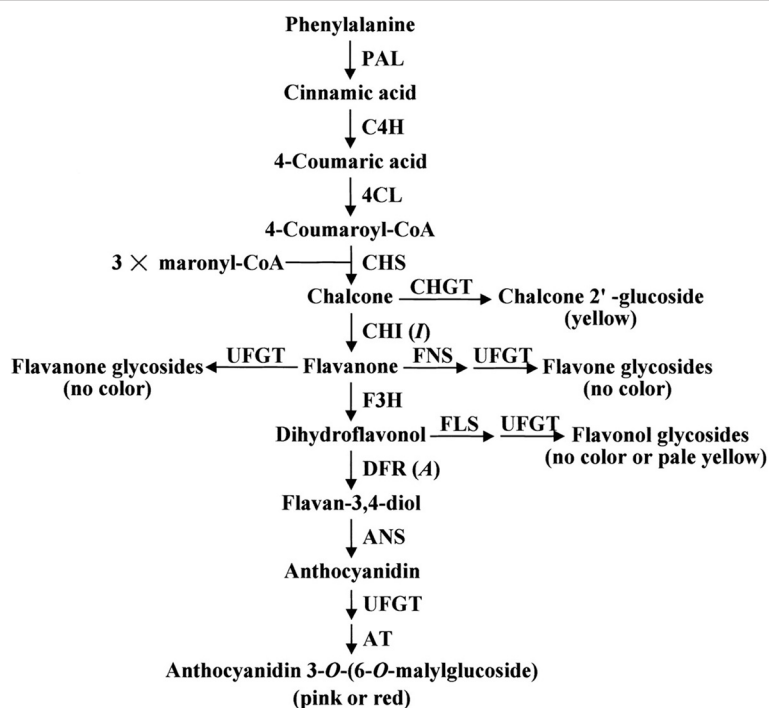 Phenylalanine
PAL
Cinnamic acid
C4H
4-Coumaric acid
4CL
4-Coumaroyl-CoA
3 × maronyl-CoA CHS
Chalcone CHGT Chalcone 2' -glucoside
(yellow)
CHI (I)
Flavanone glycosides UFGT Flavanone FNS UFGT Flavone glycosides
(no color) (no color)
F3H
Dihydroflavonol FLS UFGT Flavonol glycosides
(no color or pale yellow)
DFR (A)
Flavan-3,4-diol
ANS
Anthocyanidin
UFGT
AT
Anthocyanidin 3-O-(6-O-malylglucoside)
(pink or red)